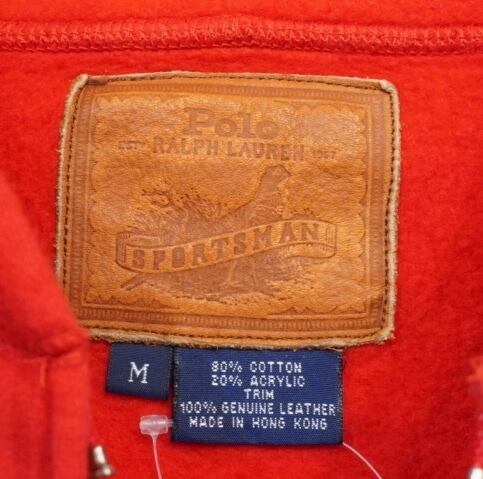 Polo
EST RALPH LAUREN 1967
SPORTSMAN
M
80% COTTON
20% ACRYLIC
TRIM
100% GENUINE LEATHER
MADE IN HONG KONG